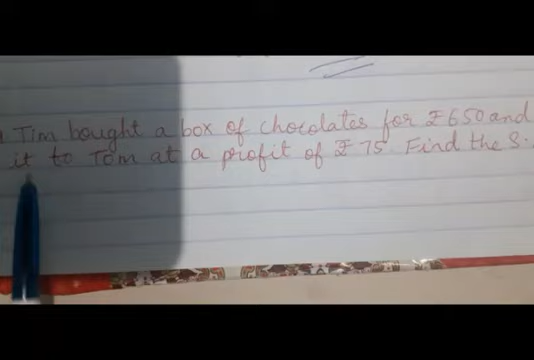 Tim bought a box of chocolates for ₹650 and
it to Tom at a profit of ₹75. Find the S.